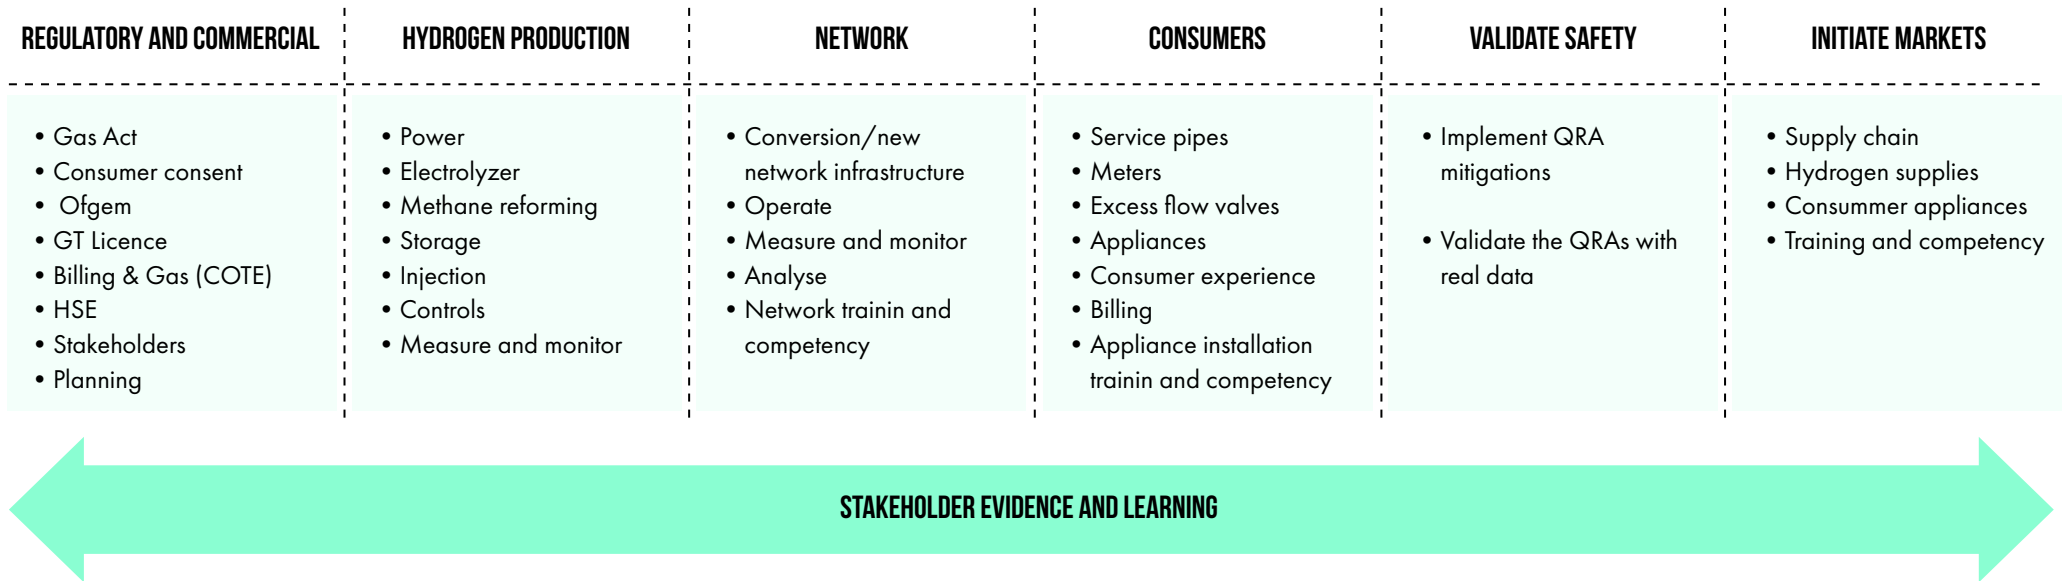 REGULATORY AND COMMERCIAL
• Gas Act
• Consumer consent
• Ofgem
• GT Licence
• Billing & Gas (COTE)
• HSE
• Stakeholders
• Planning
HYDROGEN PRODUCTION
• Power
• Electrolyzer
• Methane reforming
• Storage
• Injection
• Controls
• Measure and monitor
NETWORK
• Conversion/new
network infrastructure
• Operate
• Measure and monitor
• Analyse
• Network trainin and
competency
CONSUMERS
• Service pipes
• Meters
• Excess flow valves
• Appliances
• Consumer experience
• Billing
• Appliance installation
trainin and competency
VALIDATE SAFETY
• Implement QRA
mitigations
• Validate the QRAs with
real data
INITIATE MARKETS
• Supply chain
• Hydrogen supplies
• Consummer appliances
• Training and competency
STAKEHOLDER EVIDENCE AND LEARNING